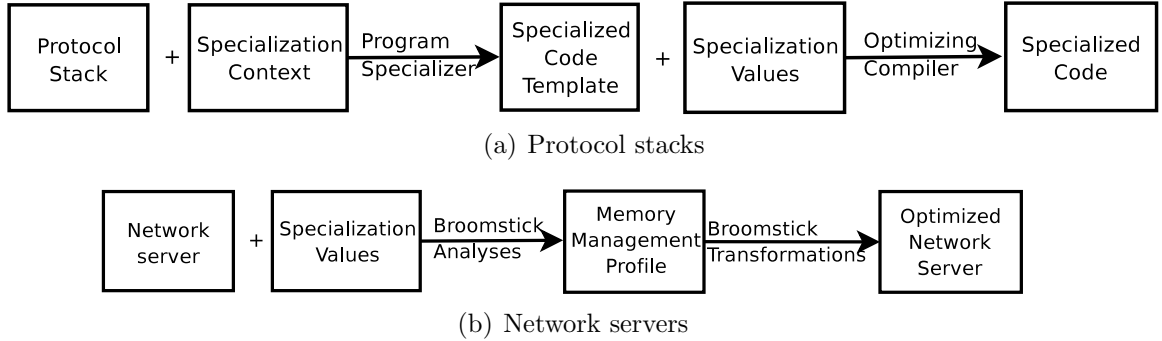 Protocol Stack + Specialization Context Program Specializer Specialized Code Template + Specialization Values Optimizing Compiler Specialized Code
(a) Protocol stacks
Network server + Specialization Values Broomstick Analyses Memory Management Profile Broomstick Transformations Optimized Network Server
(b) Network servers